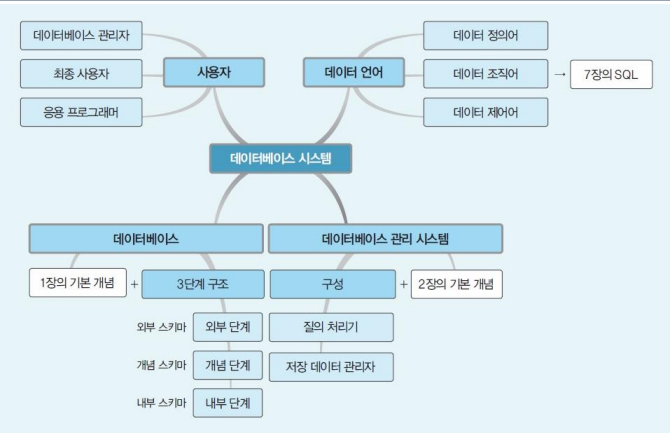 데이터베이스 관리자
최종 사용자
응용 프로그래머
사용자
데이터 언어
데이터 정의어
데이터 조직어
→ 7장의 SQL
데이터 제어어
데이터베이스 시스템
데이터베이스
데이터베이스 관리 시스템
1장의 기본 개념 + 3단계 구조
구성 + 2장의 기본 개념
외부 스키마 외부 단계
개념 스키마 개념 단계
내부 스키마 내부 단계
질의 처리기
저장 데이터 관리자